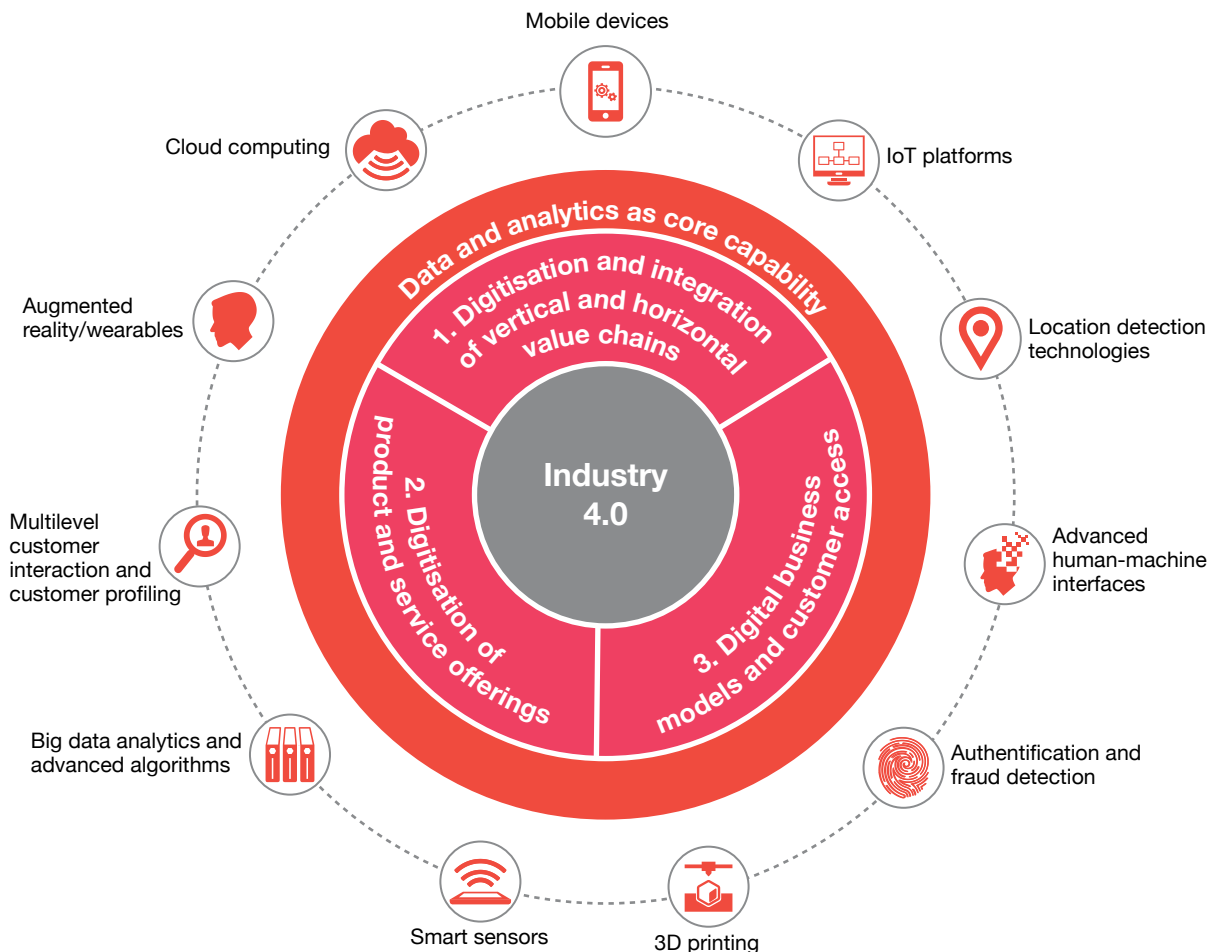 Mobile devices
Cloud computing
IoT platforms
Data and analytics as core capability
1. Digitisation and integration
of vertical and horizontal
value chains
Augmented
reality/wearables
Location detection
technologies
Industry
4.0
2. Digitisation of
product and service offerings
3. Digital business
models and customer access
Multilevel
customer
interaction and
customer profiling
Advanced
human-machine
interfaces
Big data analytics and
advanced algorithms
Authentification and
fraud detection
Smart sensors
3D printing